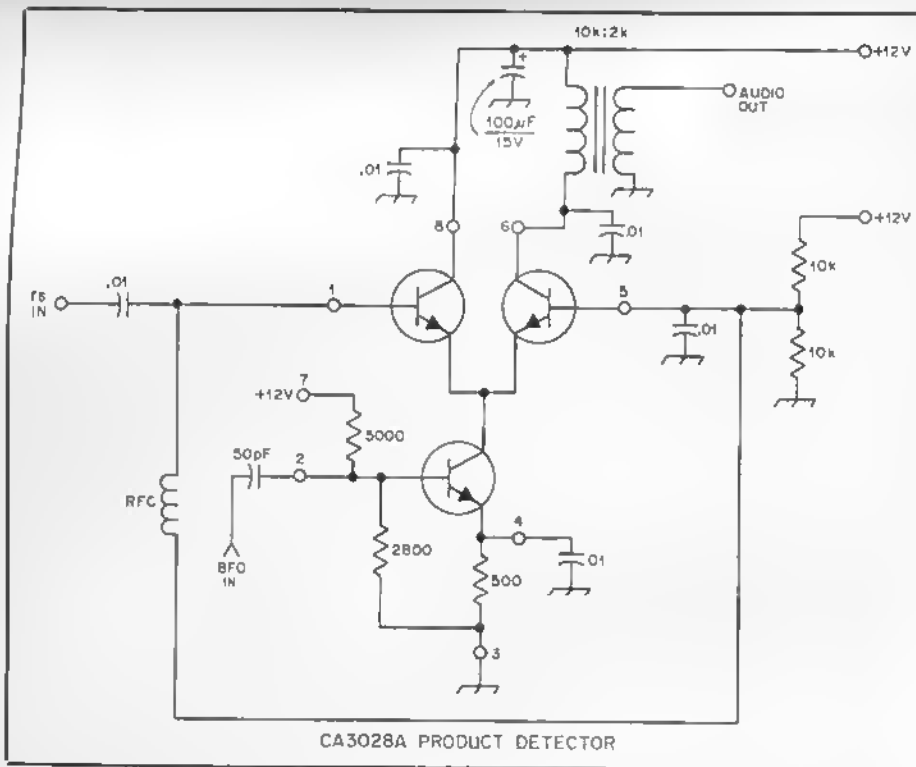 10k:2k
+12V
+
100µF
15V
AUDIO
OUT
.01
8
6
.01
+12V
10k
rs
IN
.01
1
5
.01
10k
7
+12V
5000
50pF
2
RFC
BFO
IN
2800
4
.01
500
3
CA3028A PRODUCT DETECTOR